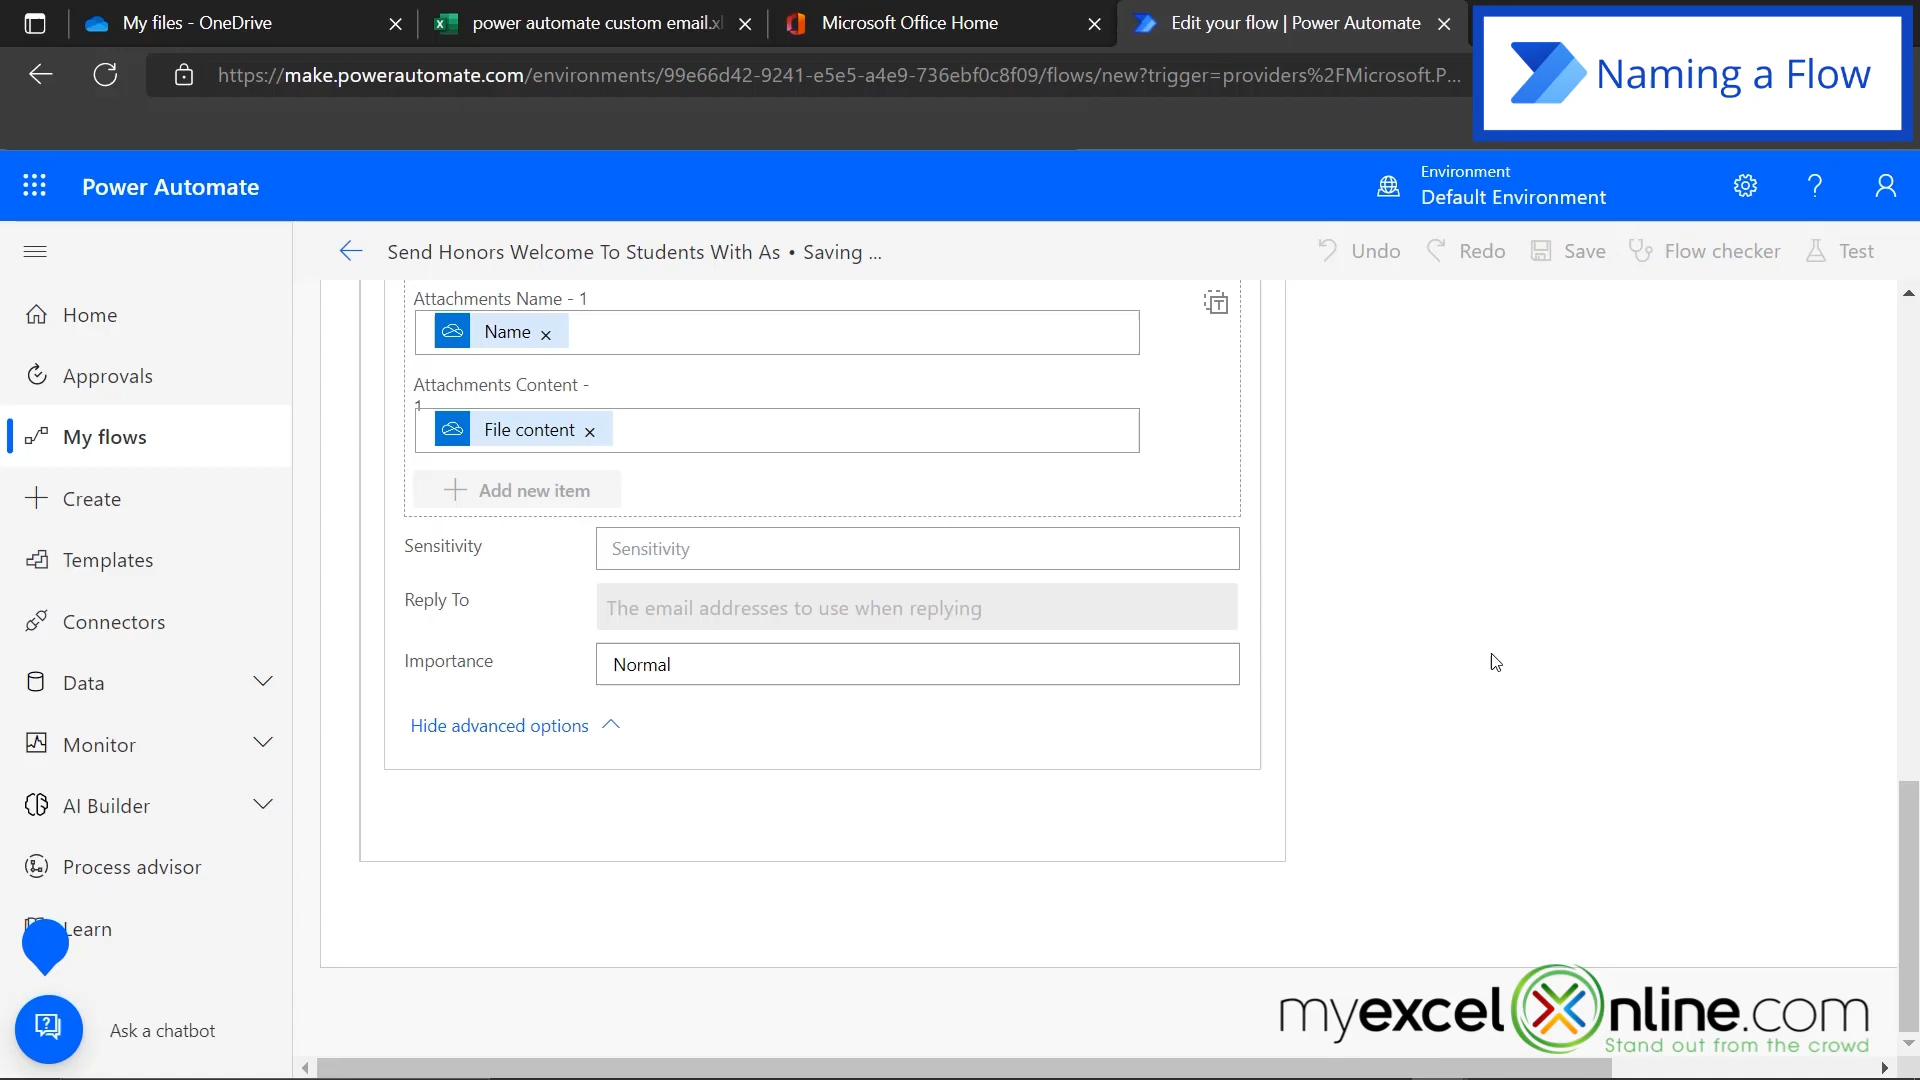 My files - OneDrive
power automate custom email.xl
Microsoft Office Home
Edit your flow | Power Automate
Naming a Flow
https://make.powerautomate.com/environments/99e66d42-9241-e5e5-a4e9-736ebf0c8f09/flows/new?trigger=providers%2FMicrosoft.P...
Power Automate
Environment
Default Environment
Send Honors Welcome To Students With As • Saving ...
Undo
Redo
Save
Flow checker
Test
Home
Approvals
My flows
Create
Templates
Connectors
Data
Monitor
AI Builder
Process advisor
Learn
Ask a chatbot
Attachments Name - 1
Name
Attachments Content -
1
File content
Add new item
Sensitivity
Sensitivity
Reply To
The email addresses to use when replying
Importance
Normal
Hide advanced options
myexcelonline.com
Stand out from the crowd